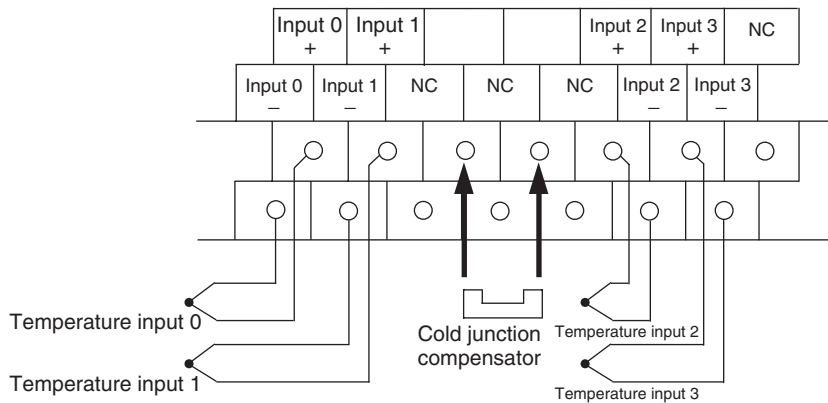 Input 0 Input 1 Input 2 Input 3 NC
+ + + +
Input 0 Input 1 NC NC NC Input 2 Input 3
– – – –
Temperature input 0
Cold junction
compensator
Temperature input 2
Temperature input 1
Temperature input 3